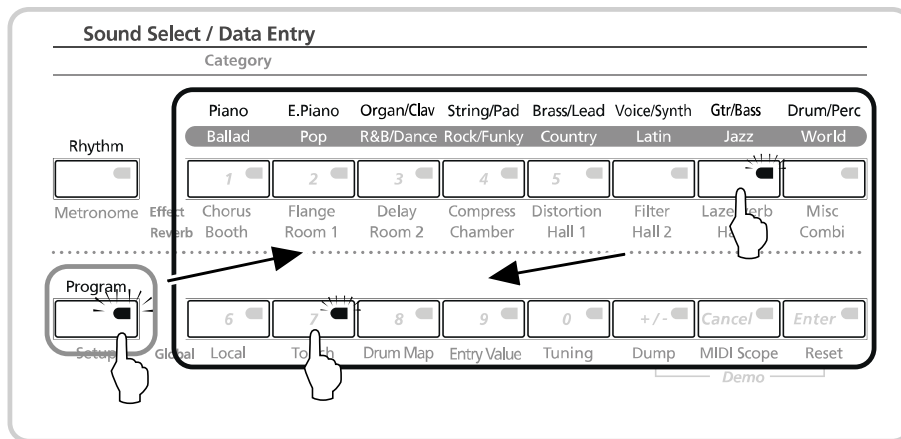 Sound Select / Data Entry
Category
Piano E.Piano Organ/Clav String/Pad Brass/Lead Voice/Synth Gtr/Bass Drum/Perc
Rhythm Ballad Pop R&B/Dance Rock/Funky Country Latin Jazz World
1 2 3 4 5
Metronome Effect Chorus Flange Delay Compress Distortion Filter Misc
Reverb Booth Room 1 Room 2 Chamber Hall 1 Hall 2 Combi
Program
6 7 8 9 0 +/- Cancel Enter
Setup Global Local Touch Drum Map Entry Value Tuning Dump MIDI Scope Reset
Demo